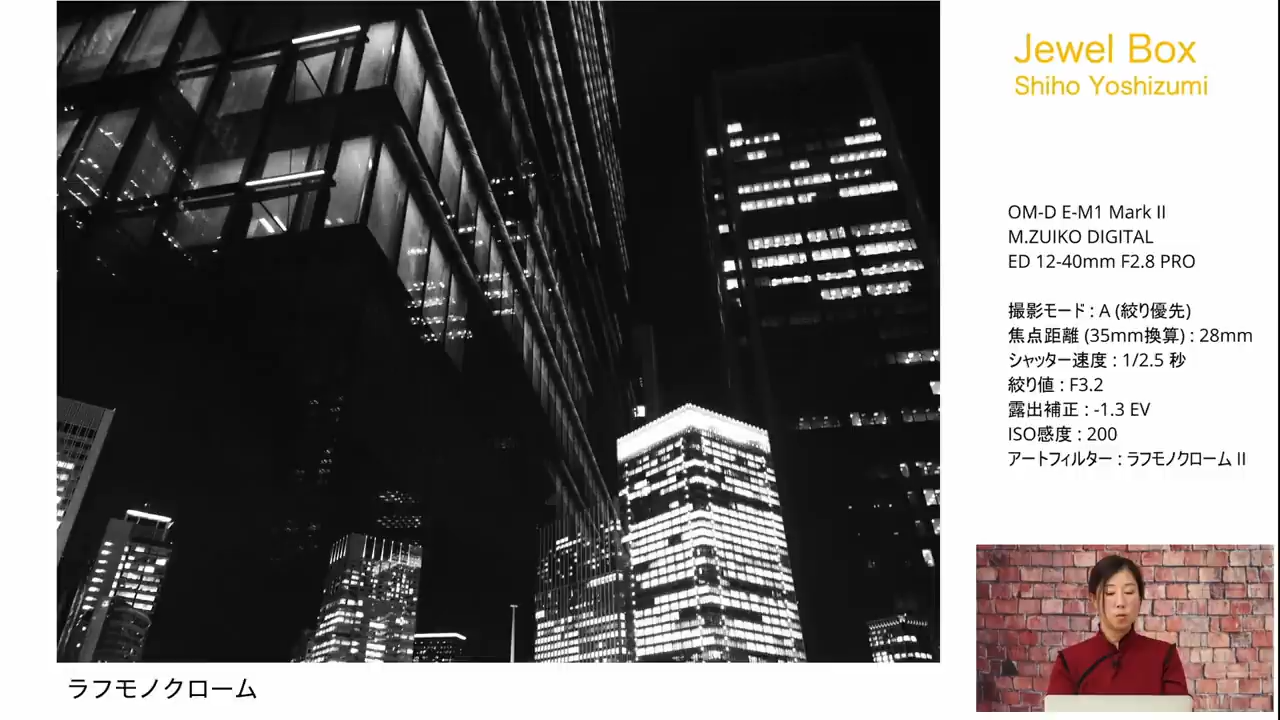 Jewel Box
Shiho Yoshizumi
OM-D E-M1 Mark II
M.ZUIKO DIGITAL
ED 12-40mm F2.8 PRO
撮影モード : A (絞り優先)
焦点距離 (35mm換算) : 28mm
シャッター速度 : 1/2.5 秒
絞り値 : F3.2
露出補正 : -1.3 EV
ISO感度 : 200
アートフィルター : ラフモノクローム II
ラフモノクローム